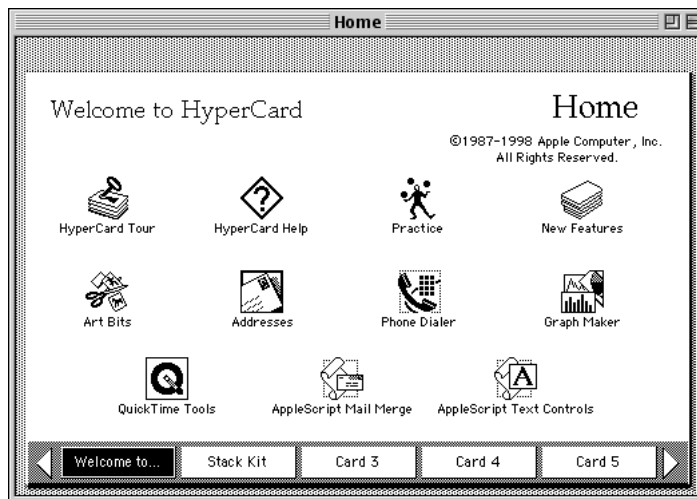 Home
Welcome to HyperCard
Home
©1987-1998 Apple Computer, Inc.
All Rights Reserved.
HyperCard Tour
HyperCard Help
Practice
New Features
Art Bits
Addresses
Phone Dialer
Graph Maker
QuickTime Tools
AppleScript Mail Merge
AppleScript Text Controls
Welcome to...
Stack Kit
Card 3
Card 4
Card 5